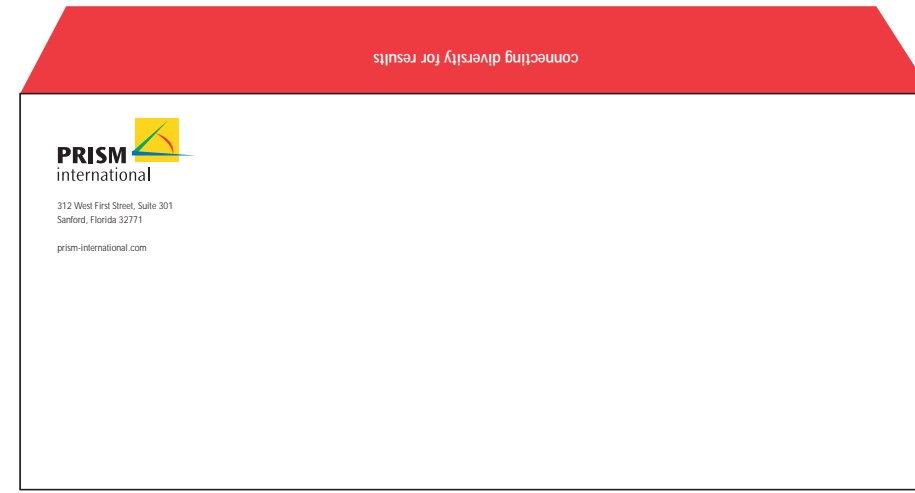 connecting diversity for results
PRISM
international
312 West First Street, Suite 301
Sanford, Florida 32771
prism-international.com